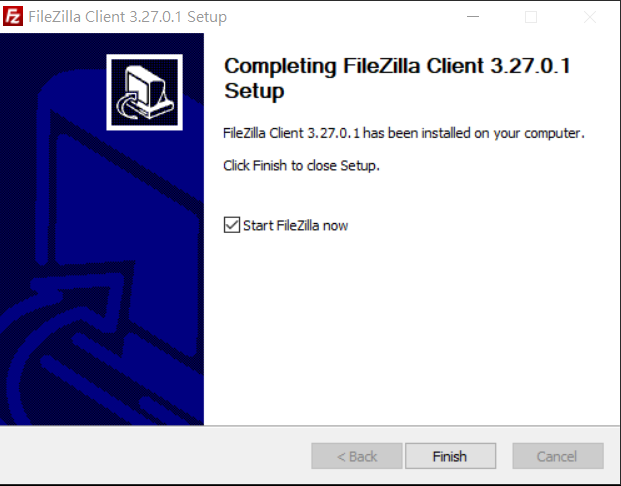 FileZilla Client 3.27.0.1 Setup
Completing FileZilla Client 3.27.0.1
Setup
FileZilla Client 3.27.0.1 has been installed on your computer.
Click Finish to close Setup.
Start FileZilla now
< Back
Finish
Cancel